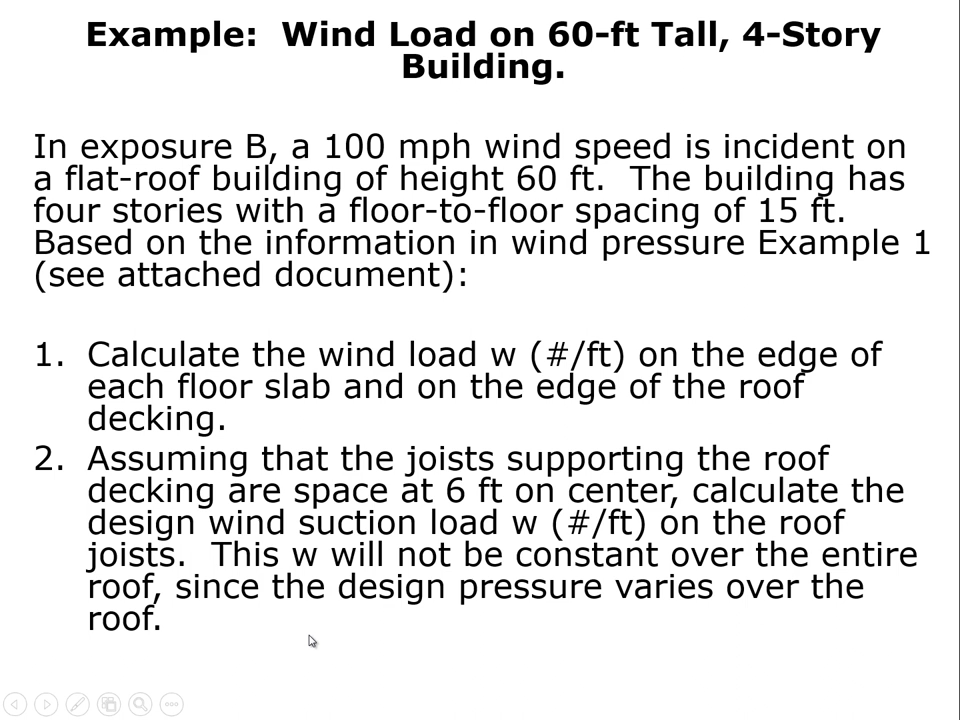 Example:  Wind Load on 60-ft Tall, 4-Story
Building.
In exposure B, a 100 mph wind speed is incident on
a flat-roof building of height 60 ft.  The building has
four stories with a floor-to-floor spacing of 15 ft.
Based on the information in wind pressure Example 1
(see attached document):
1. Calculate the wind load w (#/ft) on the edge of
each floor slab and on the edge of the roof
decking.
2. Assuming that the joists supporting the roof
decking are space at 6 ft on center, calculate the
design wind suction load w (#/ft) on the roof
joists.  This w will not be constant over the entire
roof, since the design pressure varies over the
roof.